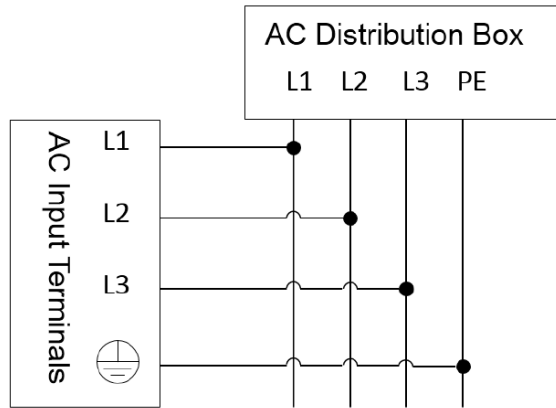 AC Distribution Box
L1 L2 L3 PE
AC Input Terminals
L1
L2
L3